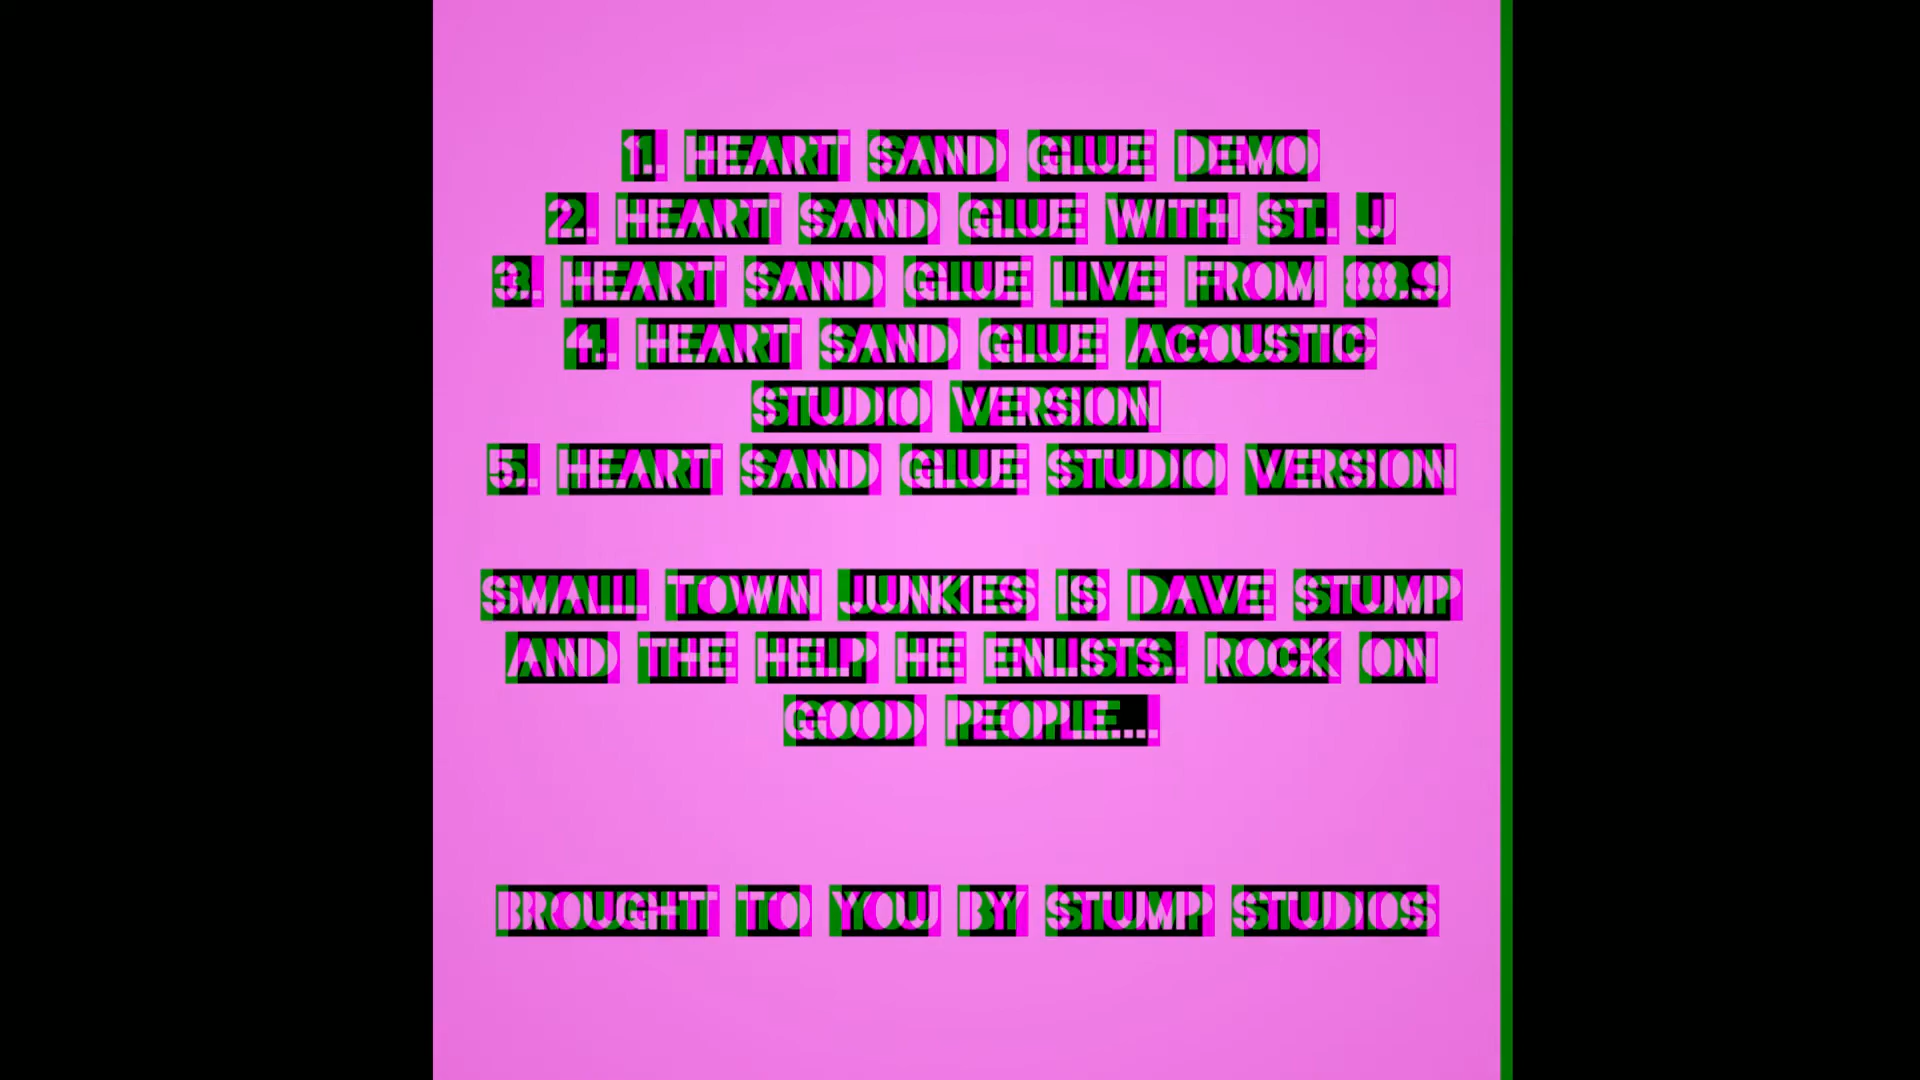 1. HEART SAND GLUE DEMO
2. HEART SAND GLUE WITH ST. J
3. HEART SAND GLUE LIVE FROM 88.9
4. HEART SAND GLUE ACOUSTIC
STUDIO VERSION
5. HEART SAND GLUE STUDIO VERSION
SMALL TOWN JUNKIES IS DAVE STUMP
AND THE HELP HE ENLISTS. ROCK ON
GOOD PEOPLE...
BROUGHT TO YOU BY STUMP STUDIOS